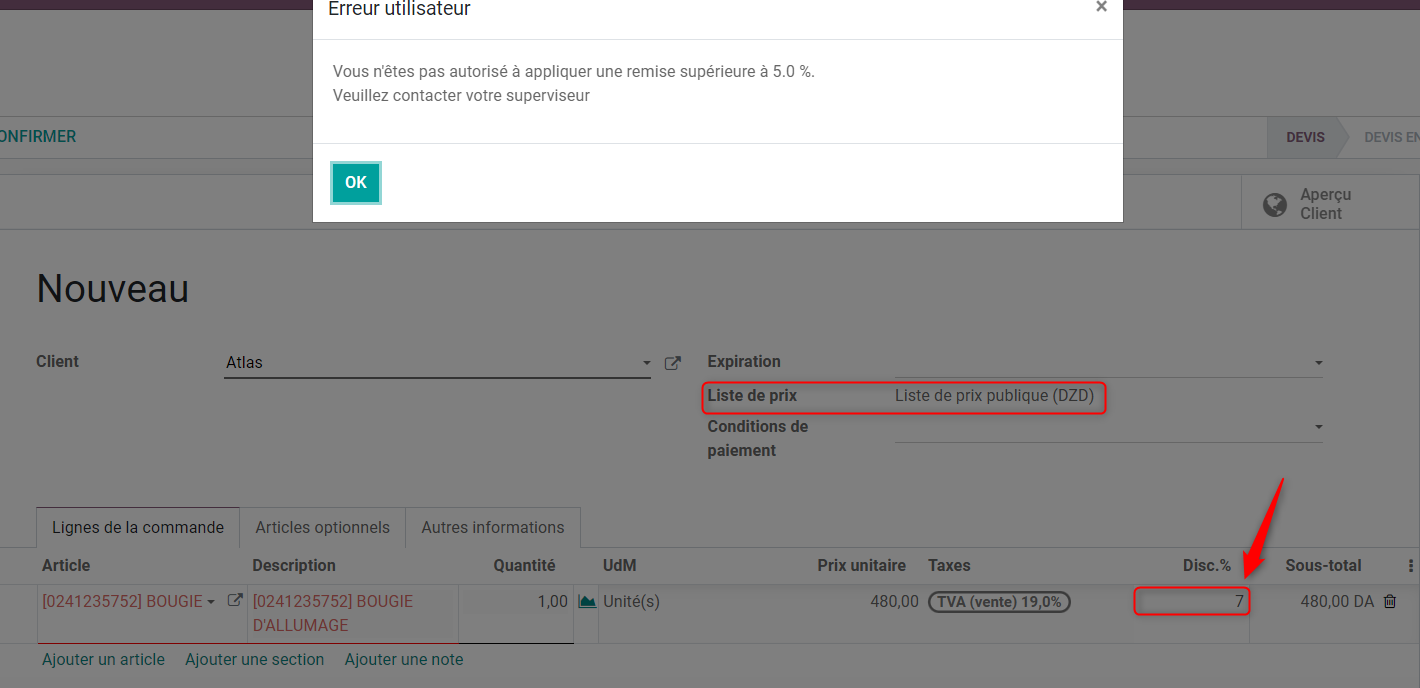 Erreur utilisateur ×
Vous n'êtes pas autorisé à appliquer une remise supérieure à 5.0 %.
Veuillez contacter votre superviseur
OK
ONFIRMER
DEVIS DEVIS EN
Aperçu
Client
Nouveau
Client Atlas
Expiration
Liste de prix Liste de prix publique (DZD)
Conditions de
paiement
Lignes de la commande Articles optionnels Autres informations
Article Description Quantité UdM Prix unitaire Taxes Disc.% Sous-total
[0241235752] BOUGIE [0241235752] BOUGIE 1,00 Unité(s) 480,00 TVA (vente) 19,0% 7 480,00 DA
D'ALLUMAGE
Ajouter un article Ajouter une section Ajouter une note